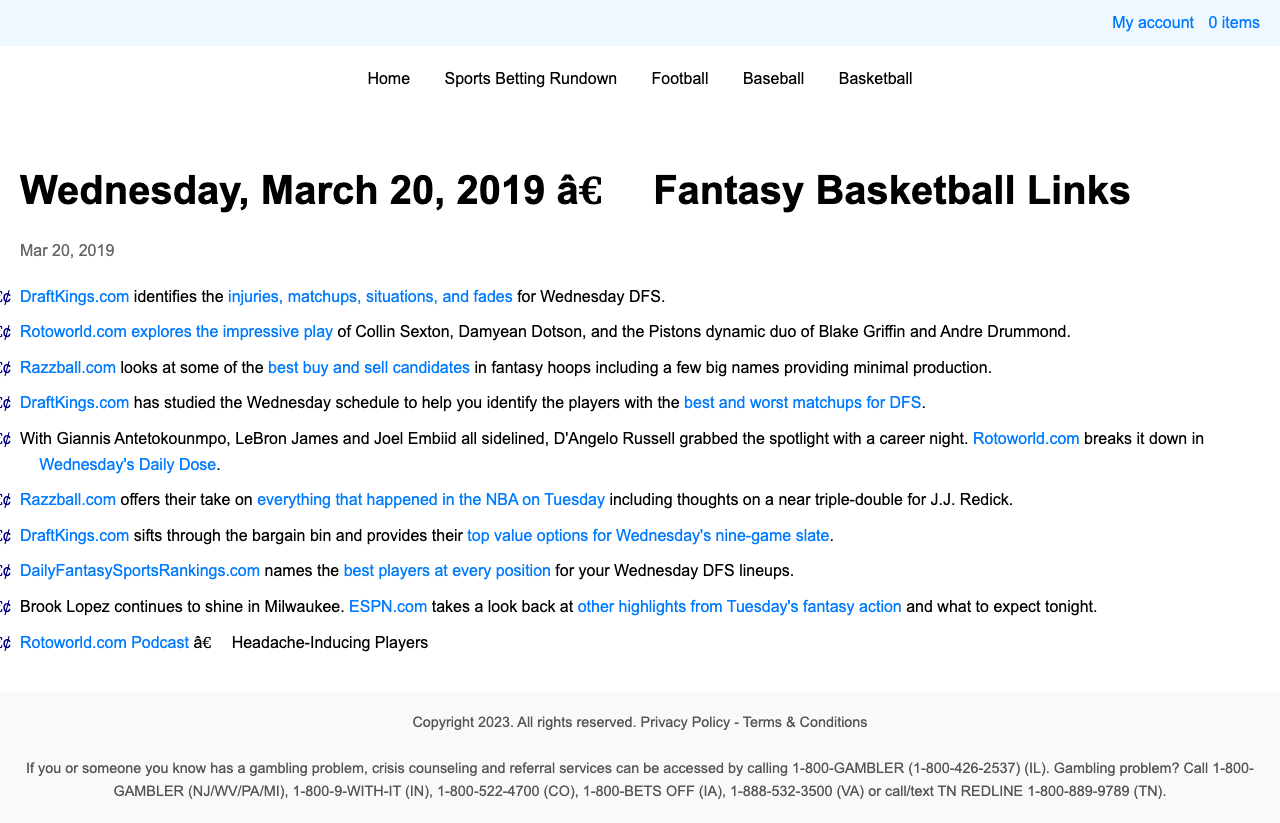 My account 0 items
Home Sports Betting Rundown Football Baseball Basketball
Wednesday, March 20, 2019 â€ Fantasy Basketball Links
Mar 20, 2019
¢ DraftKings.com identifies the injuries, matchups, situations, and fades for Wednesday DFS.
¢ Rotoworld.com explores the impressive play of Collin Sexton, Damyean Dotson, and the Pistons dynamic duo of Blake Griffin and Andre Drummond.
¢ Razzball.com looks at some of the best buy and sell candidates in fantasy hoops including a few big names providing minimal production.
¢ DraftKings.com has studied the Wednesday schedule to help you identify the players with the best and worst matchups for DFS.
¢ With Giannis Antetokounmpo, LeBron James and Joel Embiid all sidelined, D'Angelo Russell grabbed the spotlight with a career night. Rotoworld.com breaks it down in
Wednesday's Daily Dose.
¢ Razzball.com offers their take on everything that happened in the NBA on Tuesday including thoughts on a near triple-double for J.J. Redick.
¢ DraftKings.com sifts through the bargain bin and provides their top value options for Wednesday's nine-game slate.
¢ DailyFantasySportsRankings.com names the best players at every position for your Wednesday DFS lineups.
¢ Brook Lopez continues to shine in Milwaukee. ESPN.com takes a look back at other highlights from Tuesday's fantasy action and what to expect tonight.
¢ Rotoworld.com Podcast â€ Headache-Inducing Players
Copyright 2023. All rights reserved. Privacy Policy - Terms & Conditions
If you or someone you know has a gambling problem, crisis counseling and referral services can be accessed by calling 1-800-GAMBLER (1-800-426-2537) (IL). Gambling problem? Call 1-800-
GAMBLER (NJ/WV/PA/MI), 1-800-9-WITH-IT (IN), 1-800-522-4700 (CO), 1-800-BETS OFF (IA), 1-888-532-3500 (VA) or call/text TN REDLINE 1-800-889-9789 (TN).